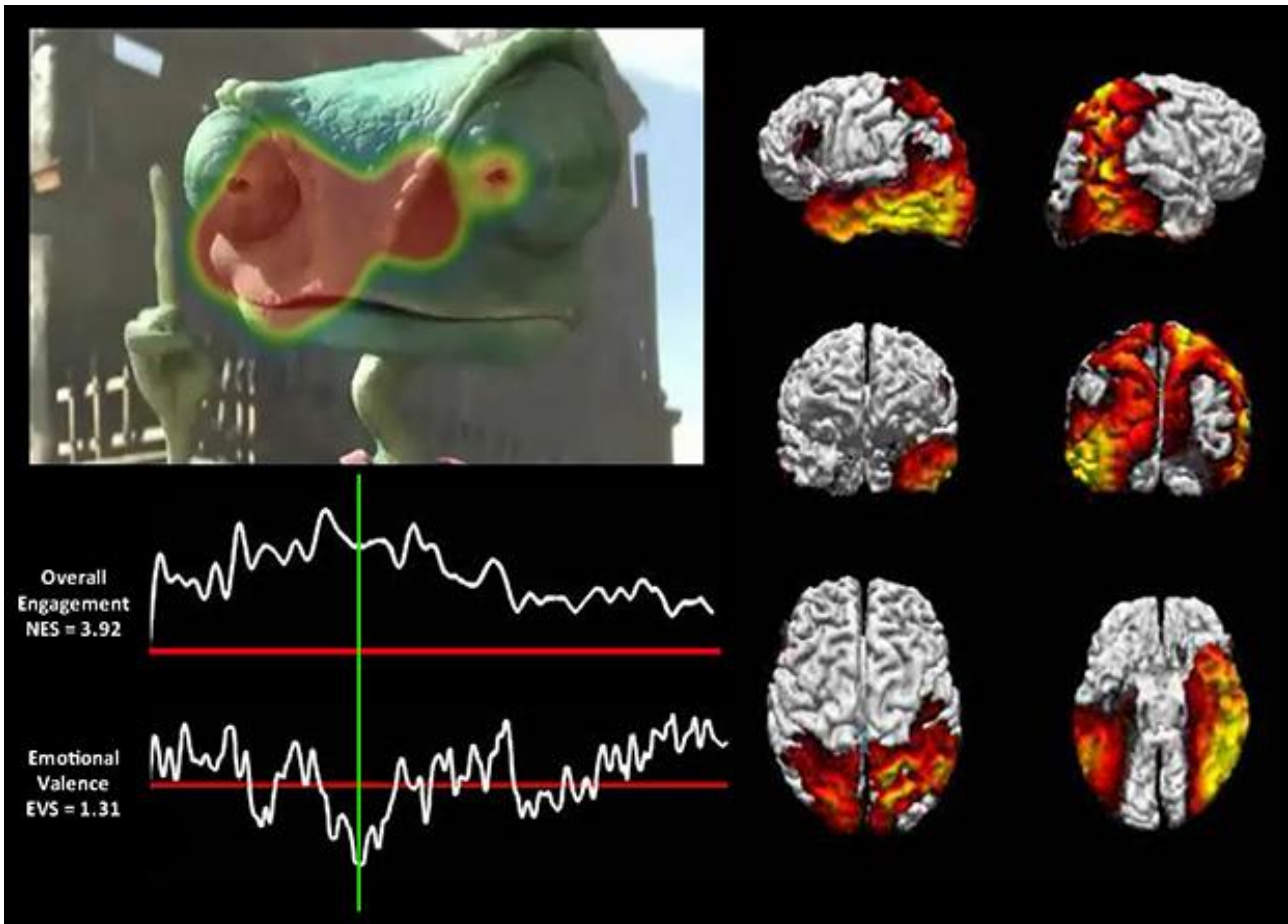 Overall
Engagement
NES = 3.92
Emotional
Valence
EVS = 1.31